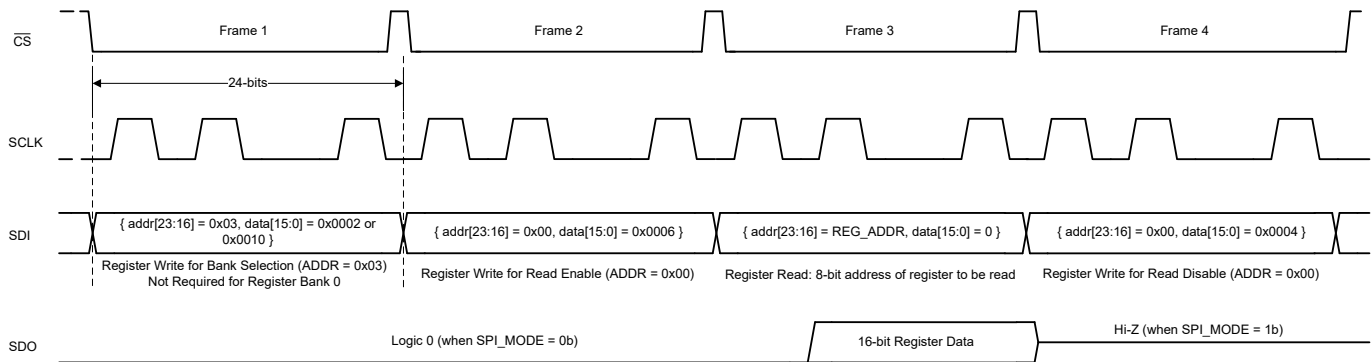 CS
Frame 1
Frame 2
Frame 3
Frame 4
24-bits
SCLK
SDI
{ addr[23:16] = 0x03, data[15:0] = 0x0002 or
0x0010 }
{ addr[23:16] = 0x00, data[15:0] = 0x0006 }
{ addr[23:16] = REG_ADDR, data[15:0] = 0 }
{ addr[23:16] = 0x00, data[15:0] = 0x0004 }
Register Write for Bank Selection (ADDR = 0x03)
Not Required for Register Bank 0
Register Write for Read Enable (ADDR = 0x00)
Register Read: 8-bit address of register to be read
Register Write for Read Disable (ADDR = 0x00)
SDO
Logic 0 (when SPI_MODE = 0b)
16-bit Register Data
Hi-Z (when SPI_MODE = 1b)